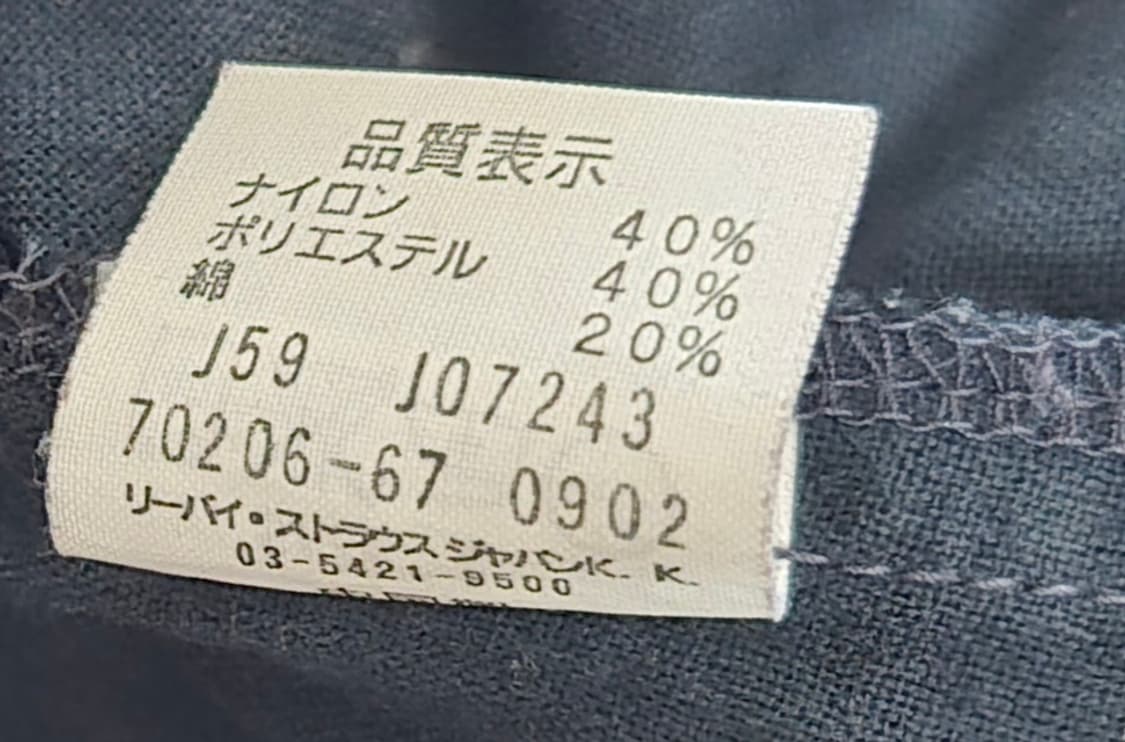 品質表示
ナイロン 40%
ポリエステル 40%
綿 20%
J59 J07243
70206-67 0902
リーバイ・ストラウス ジャパンK. K.
03-5421-9500